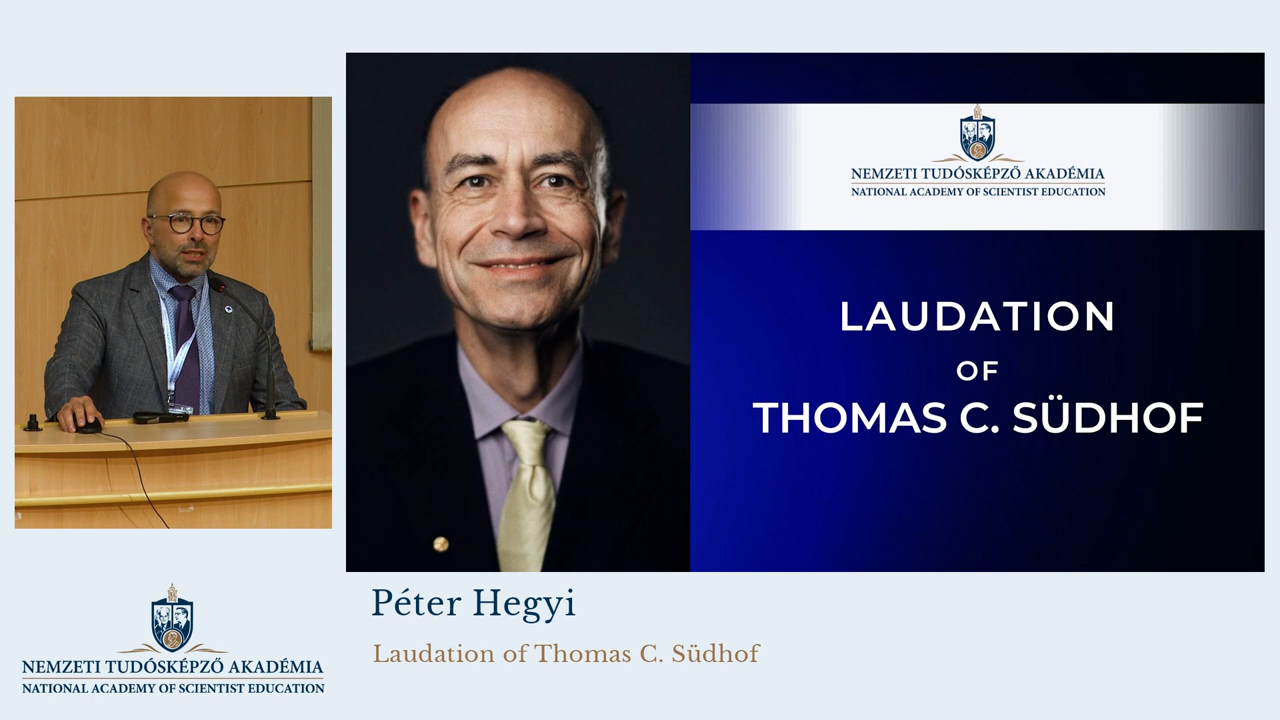 NEMZETI TUDÓSKÉPZŐ AKADÉMIA
NATIONAL ACADEMY OF SCIENTIST EDUCATION
LAUDATION
OF
THOMAS C. SÜDHOF
Péter Hegyi
Laudation of Thomas C. Südhof
NEMZETI TUDÓSKÉPZŐ AKADÉMIA
NATIONAL ACADEMY OF SCIENTIST EDUCATION